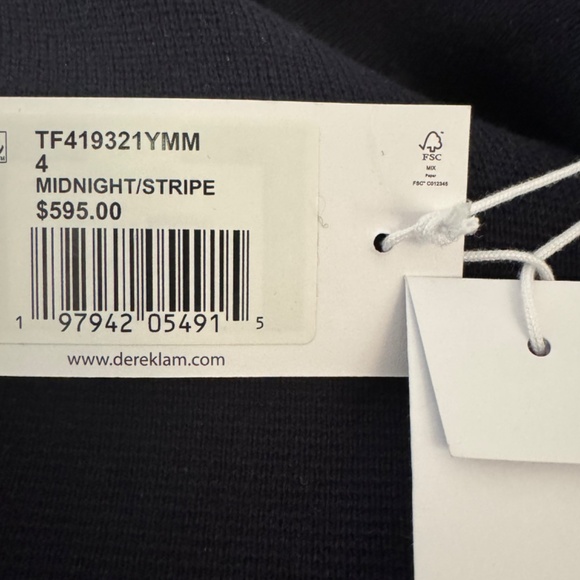 TF419321YMM
4
MIDNIGHT/STRIPE
$595.00
1 97942 05491 5
www.dereklam.com
FSC
MIX
Paper
FSC® C012345